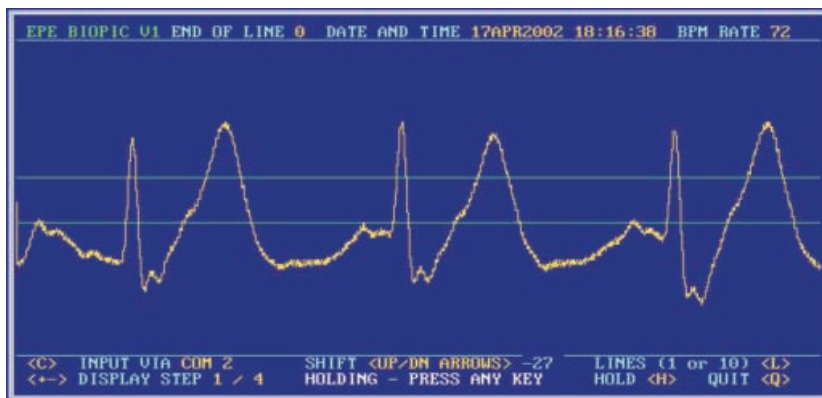 EPE BIOPIC V1 END OF LINE 0 DATE AND TIME 17APR2002 18:16:38 BPM RATE 72
<C> INPUT VIA COM 2 SHIFT <UP/DN ARROWS> -27 LINES (1 or 10) <L>
<+-> DISPLAY STEP 1 / 4 HOLDING - PRESS ANY KEY HOLD <H> QUIT <Q>